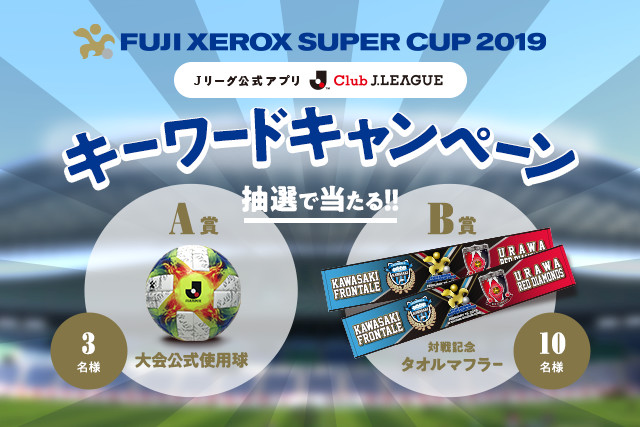 FUJI XEROX SUPER CUP 2019
Jリーグ公式アプリ J Club J.LEAGUE
キーワードキャンペーン
抽選で当たる!!
A賞
B賞
J
KAWASAKI
FRONTALE
URAWA
RED DIAMONDS
KAWASAKI
FRONTALE
URAWA
RED DIAMONDS
3
名様
大会公式使用球
対戦記念
タオルマフラー
10
名様